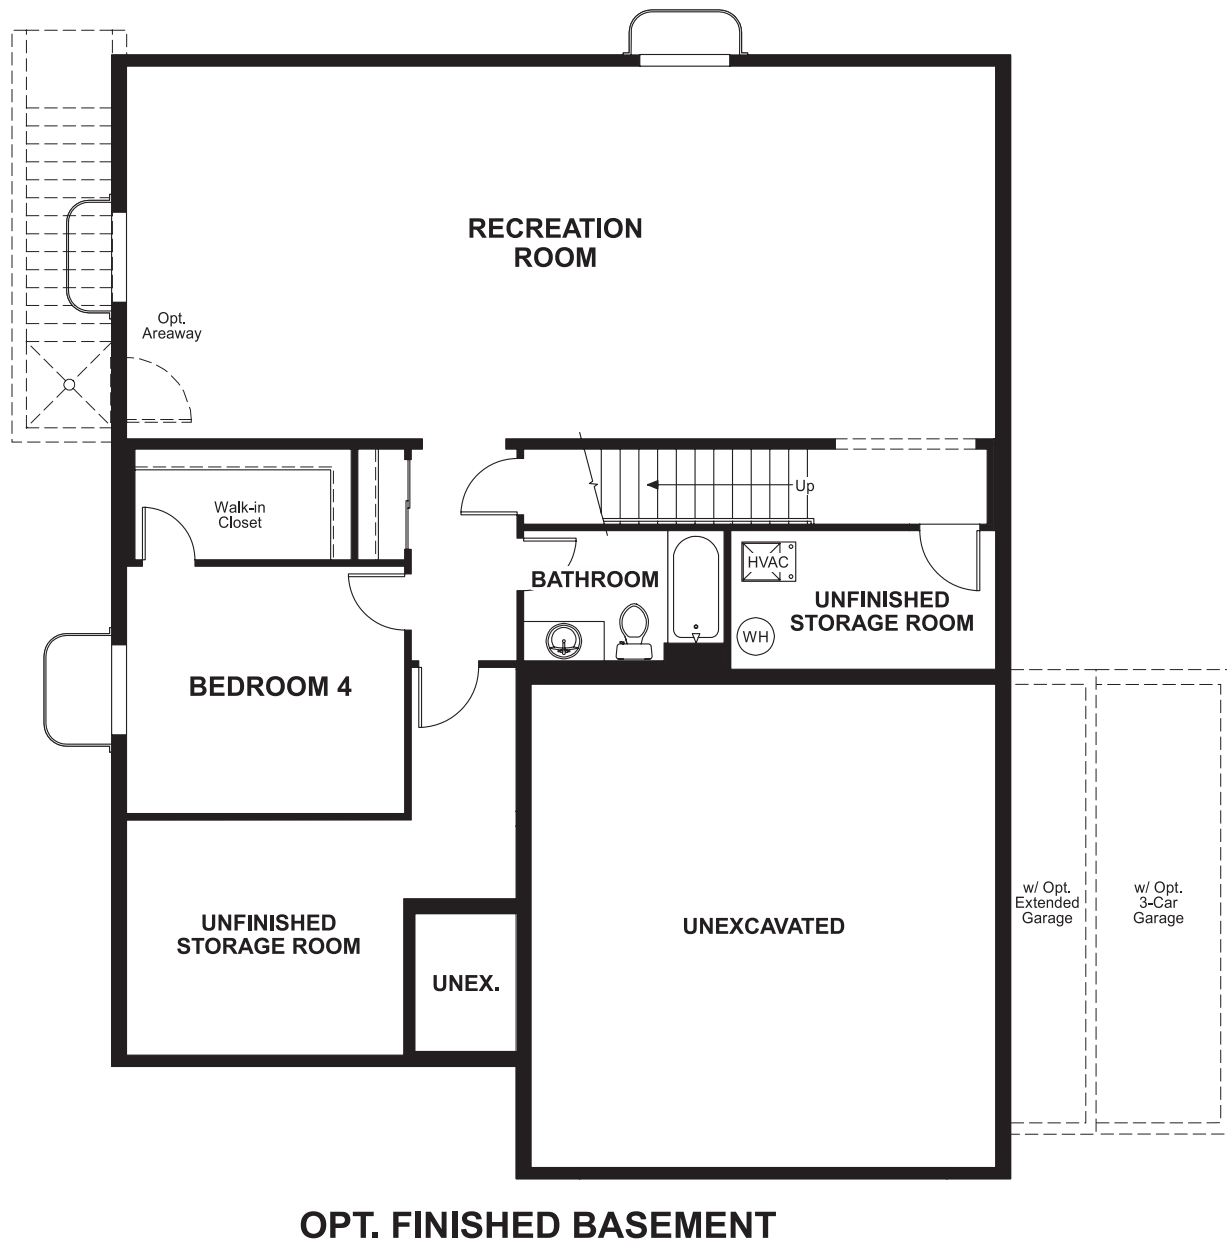 RECREATION
ROOM
Opt.
Areaway
Walk-in
Closet
Up
BATHROOM
HVAC
WH
UNFINISHED
STORAGE ROOM
BEDROOM 4
UNFINISHED
STORAGE ROOM
UNEX.
UNEXCAVATED
w/ Opt.
Extended
Garage
w/ Opt.
3-Car
Garage
OPT. FINISHED BASEMENT